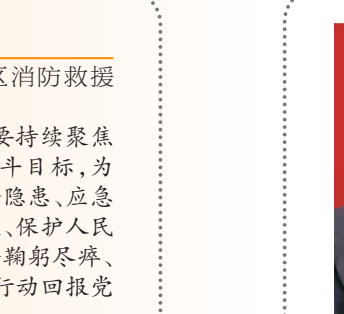 区消防救援
要持续聚焦
斗目标,为
隐患、应急
、保护人民
鞠躬尽瘁、
行动回报党